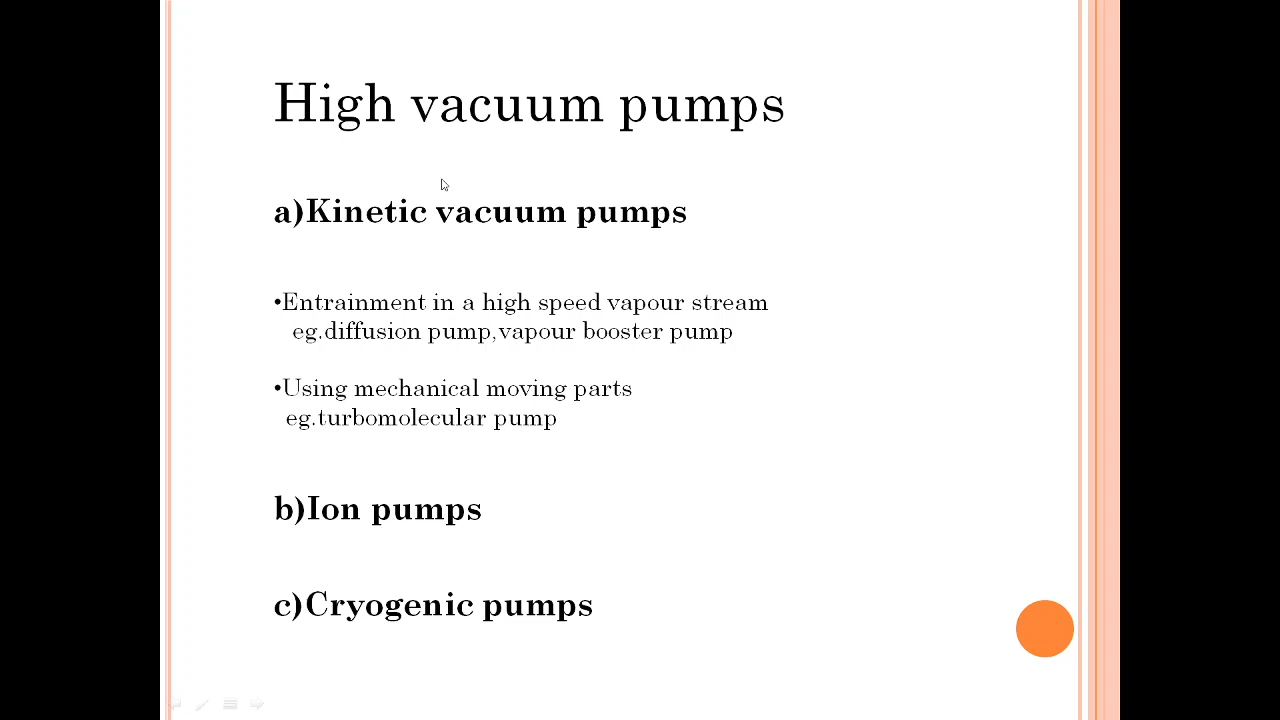 High vacuum pumps
a)Kinetic vacuum pumps
•Entrainment in a high speed vapour stream
eg.diffusion pump,vapour booster pump
•Using mechanical moving parts
eg.turbomolecular pump
b)Ion pumps
c)Cryogenic pumps